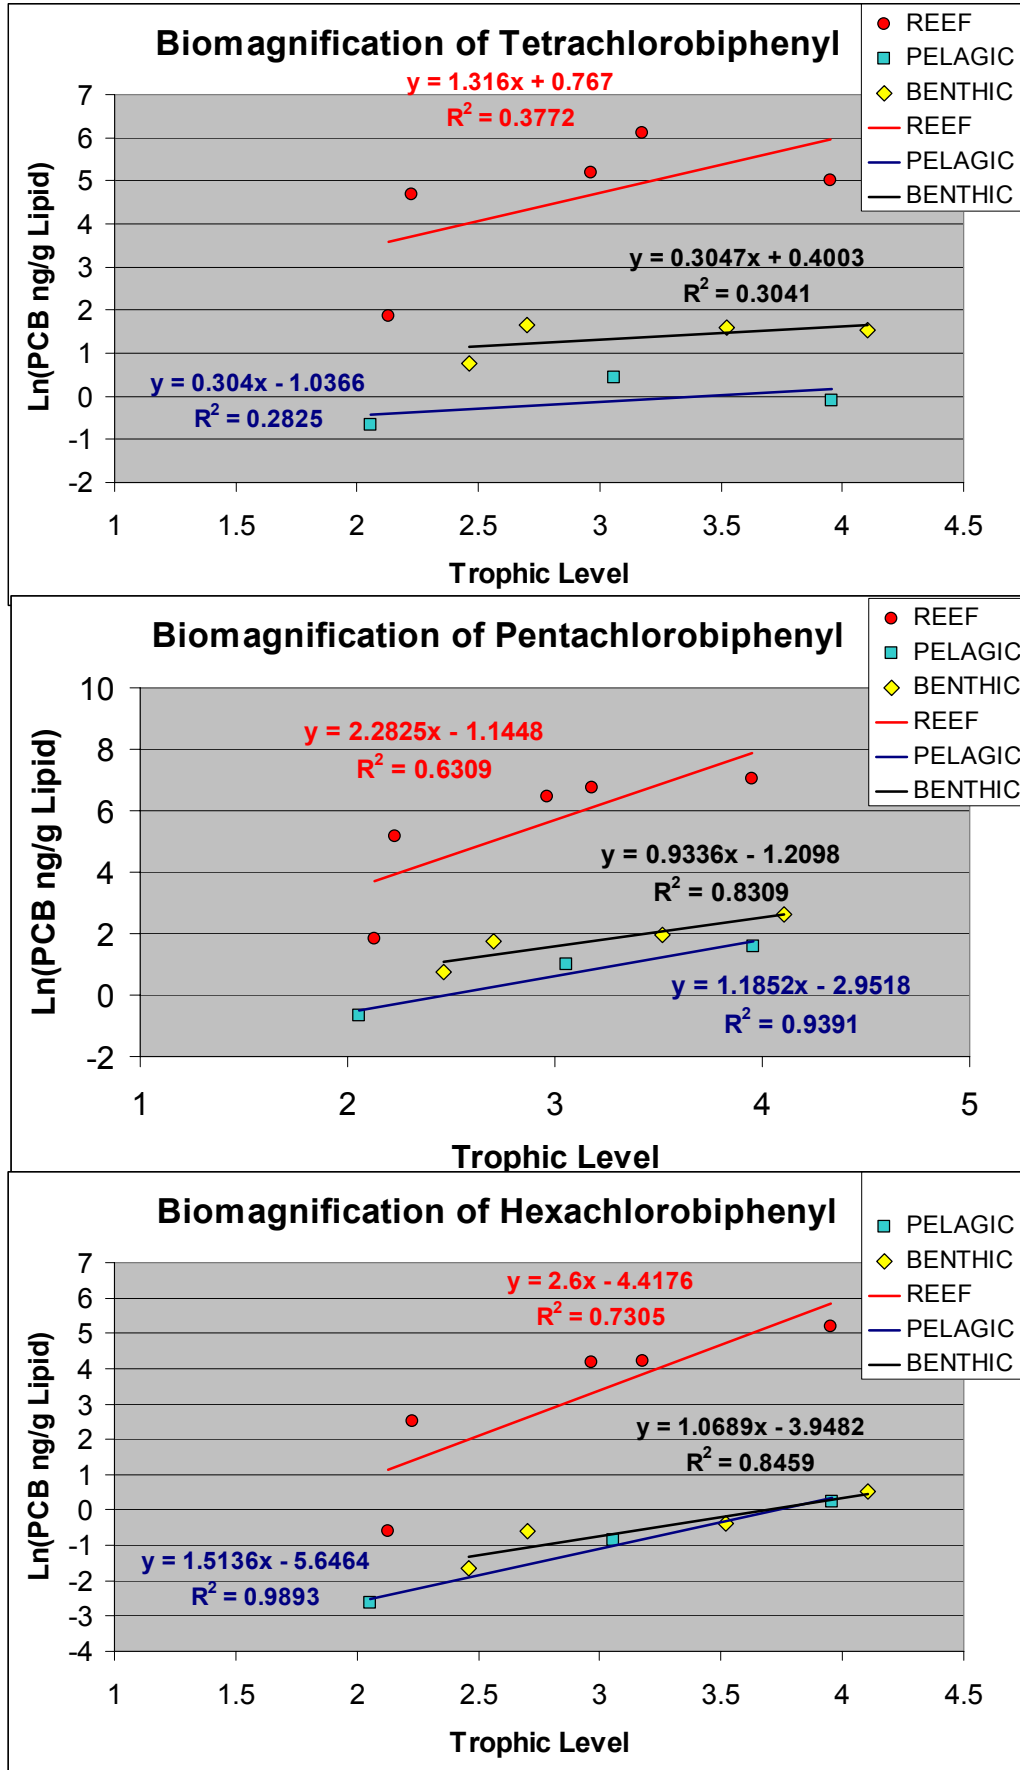 Biomagnification of Tetrachlorobiphenyl
REEF
PELAGIC
BENTHIC
REEF
PELAGIC
BENTHIC
y = 1.316x + 0.767
R² = 0.3772
y = 0.3047x + 0.4003
R² = 0.3041
y = 0.304x - 1.0366
R² = 0.2825
Ln(PCB ng/g Lipid)
7
6
5
4
3
2
1
0
-1
-2
1 1.5 2 2.5 3 3.5 4 4.5
Trophic Level
Biomagnification of Pentachlorobiphenyl
REEF
PELAGIC
BENTHIC
REEF
PELAGIC
BENTHIC
y = 2.2825x - 1.1448
R² = 0.6309
y = 0.9336x - 1.2098
R² = 0.8309
y = 1.1852x - 2.9518
R² = 0.9391
Ln(PCB ng/g Lipid)
10
8
6
4
2
0
-2
1 2 3 4 5
Trophic Level
Biomagnification of Hexachlorobiphenyl
PELAGIC
BENTHIC
REEF
PELAGIC
BENTHIC
y = 2.6x - 4.4176
R² = 0.7305
y = 1.0689x - 3.9482
R² = 0.8459
y = 1.5136x - 5.6464
R² = 0.9893
Ln(PCB ng/g Lipid)
7
6
5
4
3
2
1
0
-1
-2
-3
-4
1 1.5 2 2.5 3 3.5 4 4.5
Trophic Level